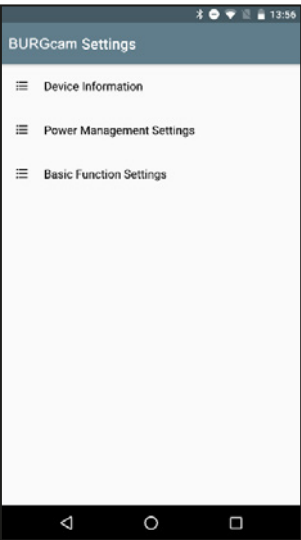 13:56
BURGcam Settings
Device Information
Power Management Settings
Basic Function Settings